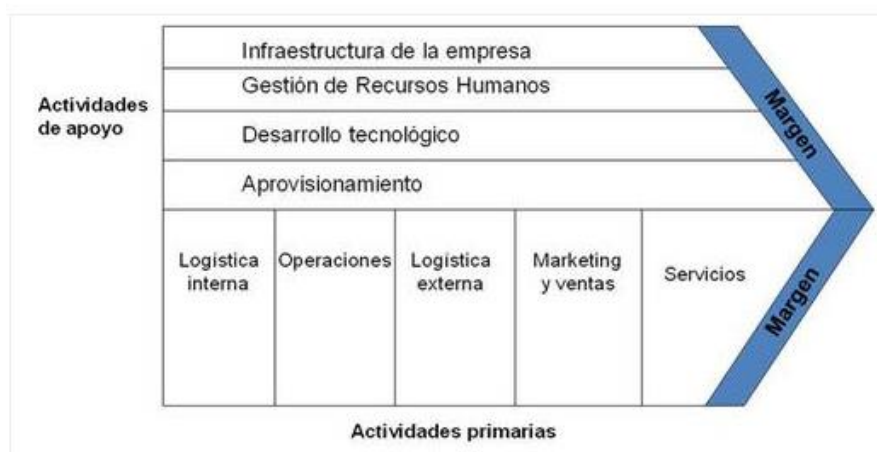 Infraestructura de la empresa
Gestión de Recursos Humanos
Actividades
de apoyo
Desarrollo tecnológico
Aprovisionamiento
Margen
Logística
interna
Operaciones
Logística
externa
Marketing
y ventas
Servicios
Margen
Actividades primarias